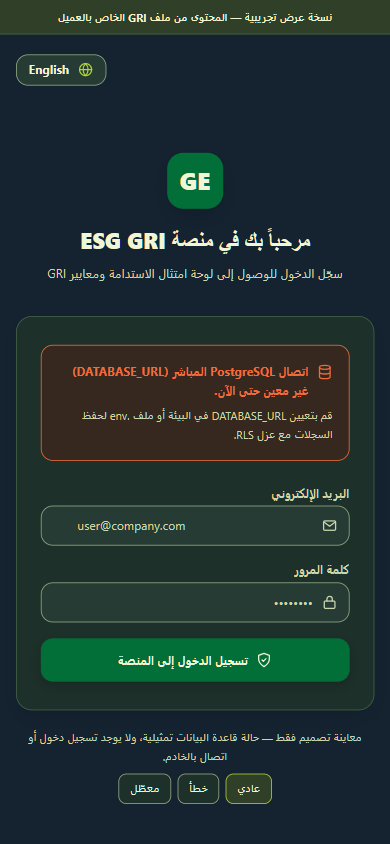 نسخة عرض تجريبية — المحتوى من ملف GRI الخاص بالعميل
English
GE
مرحباً بك في منصة ESG GRI
سجّل الدخول للوصول إلى لوحة امتثال الاستدامة ومعايير GRI
اتصال PostgreSQL المباشر (DATABASE_URL)
غير معين حتى الآن.
قم بتعيين DATABASE_URL في البيئة أو ملف .env لحفظ
السجلات مع عزل RLS.
البريد الإلكتروني
user@company.com
كلمة المرور
••••••••
تسجيل الدخول إلى المنصة
معاينة تصميم فقط — حالة قاعدة البيانات تمثيلية، ولا يوجد تسجيل دخول أو
اتصال بالخادم.
عادي
خطأ
معطّل